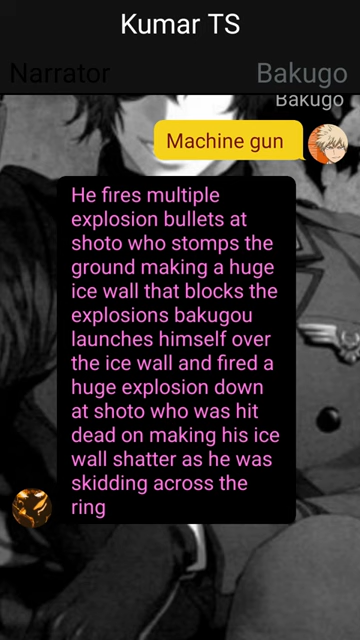 Kumar TS
Narrator
Bakugo
Bakugo
Machine gun
He fires multiple
explosion bullets at
shoto who stomps the
ground making a huge
ice wall that blocks the
explosions bakugou
launches himself over
the ice wall and fired a
huge explosion down
at shoto who was hit
dead on making his ice
wall shatter as he was
skidding across the
ring